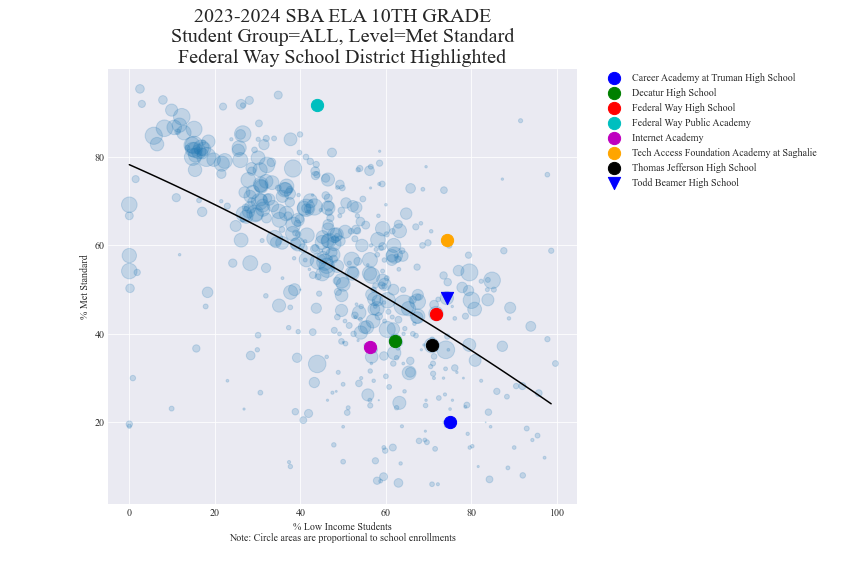 2023-2024 SBA ELA 10TH GRADE
Student Group=ALL, Level=Met Standard
Federal Way School District Highlighted
Career Academy at Truman High School
Decatur High School
Federal Way High School
Federal Way Public Academy
Internet Academy
Tech Access Foundation Academy at Saghalie
Thomas Jefferson High School
Todd Beamer High School
% Met Standard
80
60
40
20
0 20 40 60 80 100
% Low Income Students
Note: Circle areas are proportional to school enrollments